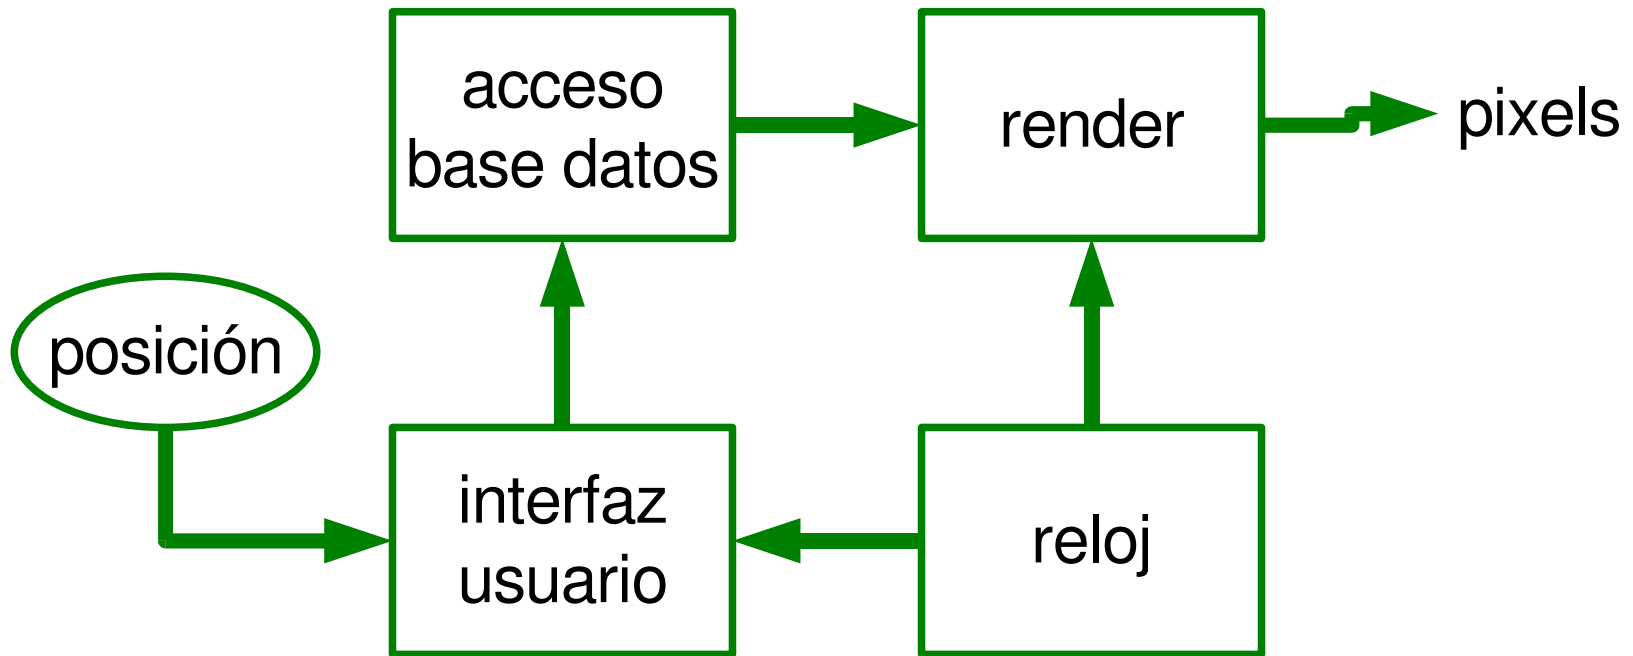 acceso
base datos
render
pixels
posición
interfaz
usuario
reloj